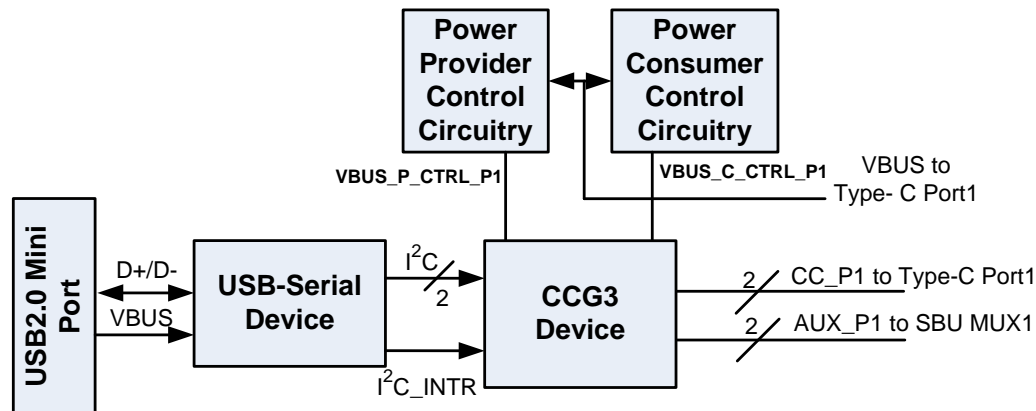 Power
Provider
Control
Circuitry
Power
Consumer
Control
Circuitry
VBUS_P_CTRL_P1
VBUS_C_CTRL_P1
VBUS to
Type- C Port1
USB2.0 Mini
Port
D+/D-
VBUS
USB-Serial
Device
I²C
2
I²C_INTR
CCG3
Device
2
CC_P1 to Type-C Port1
2
AUX_P1 to SBU MUX1